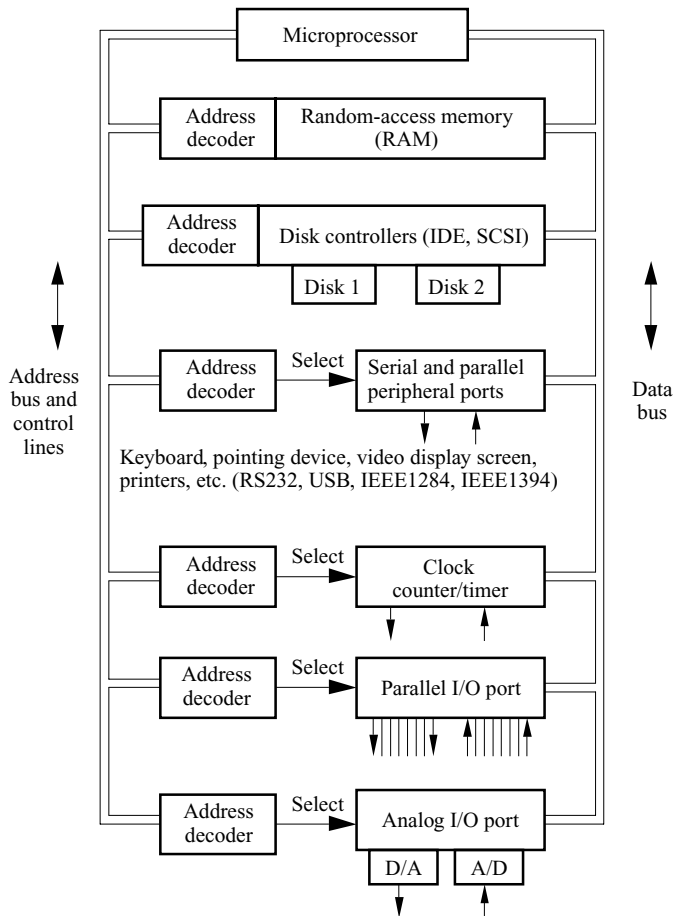 Microprocessor
Address
decoder
Random-access memory
(RAM)
Address
decoder
Disk controllers (IDE, SCSI)
Disk 1
Disk 2
Address
bus and
control
lines
Data
bus
Address
decoder
Select
Serial and parallel
peripheral ports
Keyboard, pointing device, video display screen,
printers, etc. (RS232, USB, IEEE1284, IEEE1394)
Address
decoder
Select
Clock
counter/timer
Address
decoder
Select
Parallel I/O port
Address
decoder
Select
Analog I/O port
D/A
A/D